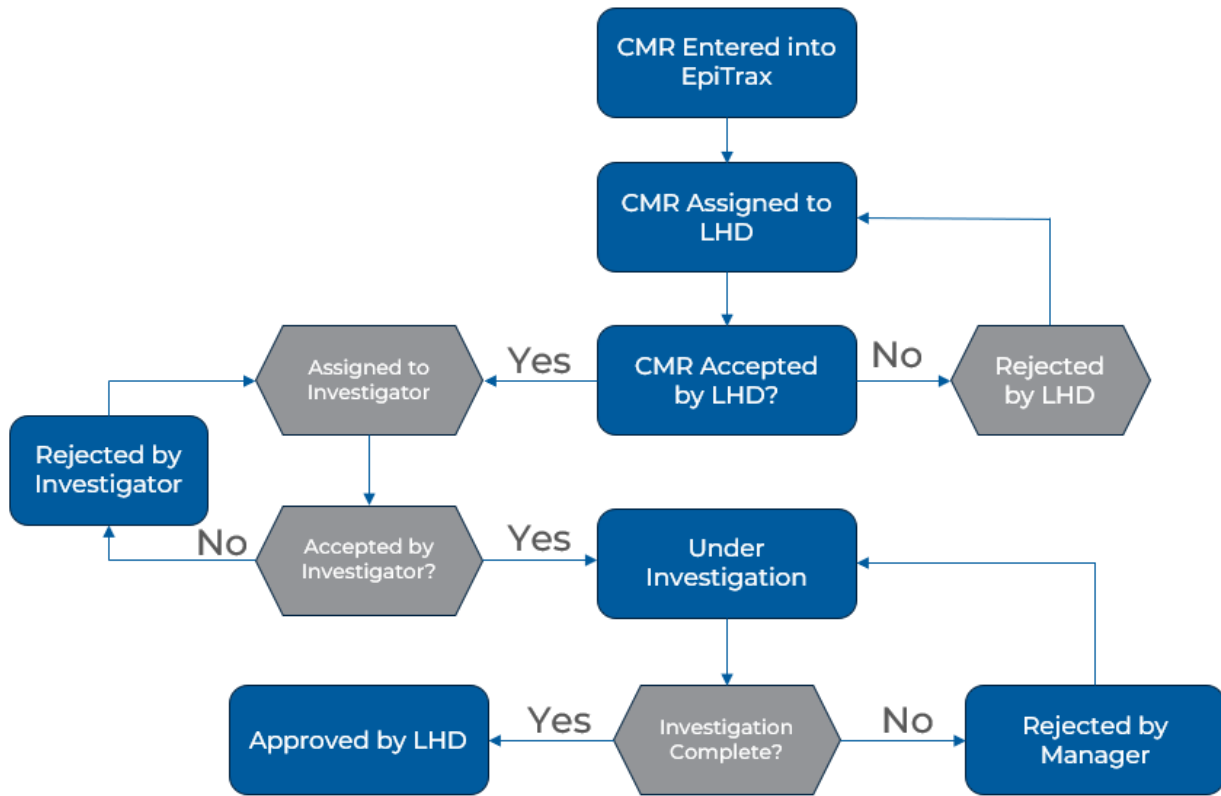 CMR Entered into
EpiTrax
CMR Assigned to
LHD
Assigned to
Investigator
Yes
CMR Accepted
by LHD?
No
Rejected
by LHD
Rejected by
Investigator
No
Accepted by
Investigator?
Yes
Under
Investigation
Approved by LHD
Yes
Investigation
Complete?
No
Rejected by
Manager